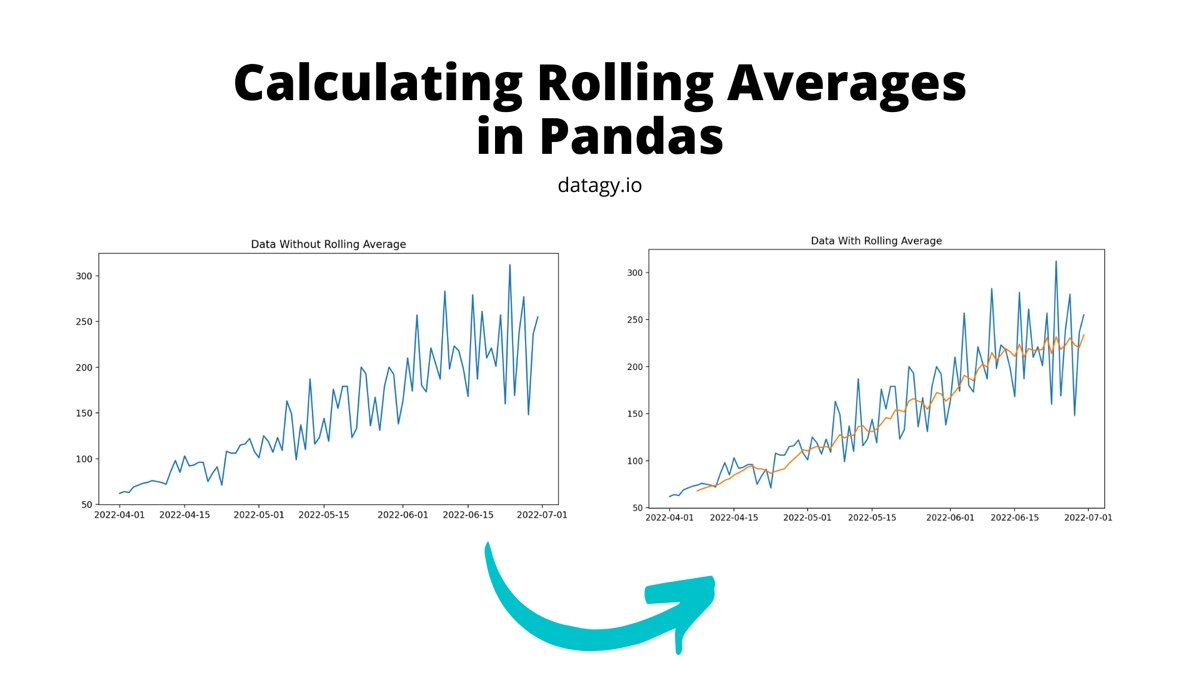 Calculating Rolling Averages
in Pandas
datagy.io
Data Without Rolling Average
300
250
200
150
100
50
2022-04-01 2022-04-15 2022-05-01 2022-05-15 2022-06-01 2022-06-15 2022-07-01
Data With Rolling Average
300
250
200
150
100
50
2022-04-01 2022-04-15 2022-05-01 2022-05-15 2022-06-01 2022-06-15 2022-07-01